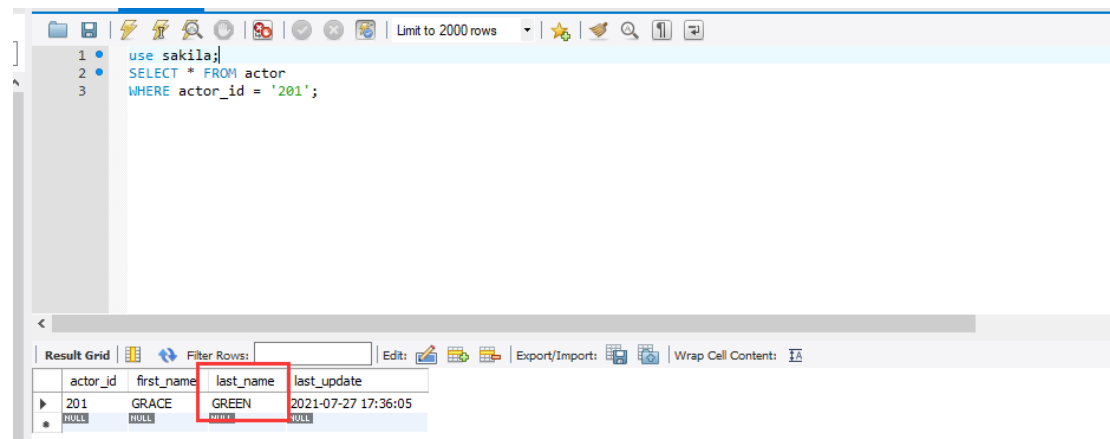 Limit to 2000 rows
1 use sakila;
2 SELECT * FROM actor
3 WHERE actor_id = '201';
Result Grid Filter Rows: Edit: Export/Import: Wrap Cell Content: IA
actor_id first_name last_name last_update
201 GRACE GREEN 2021-07-27 17:36:05
NULL NULL NULL NULL